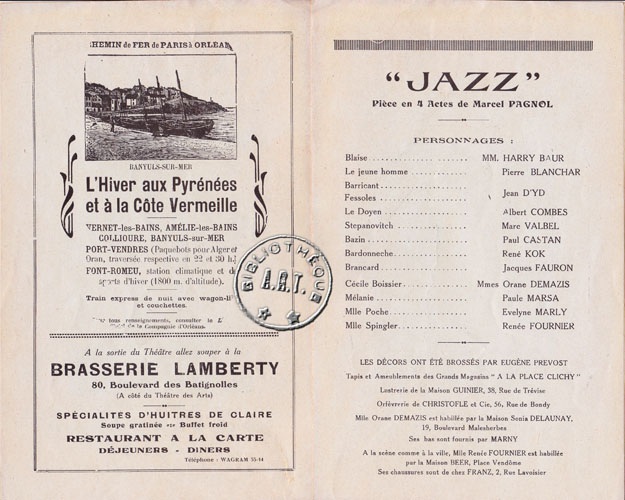 CHEMIN de FER de PARIS à ORLÉANS
BANYULS-SUR-MER
L'Hiver aux Pyrénées
et à la Côte Vermeille
VERNET-les-BAINS, AMÉLIE-les-BAINS
COLLIOURE, BANYULS-sur-MER
PORT-VENDRES (Paquebots pour Alger et
Oran, traversée respective en 22 et 30 h.)
FONT-ROMEU, station climatique et de
sports d'hiver (1800 m. d'altitude).
Train express de nuit avec wagon-lit
et couchettes.
tous renseignements, consulter le
de la Compagnie d'Orléans.
A la sortie du Théâtre allez souper à la
BRASSERIE LAMBERTY
80, Boulevard des Batignolles
(A côté du Théâtre des Arts)
SPÉCIALITÉS D'HUITRES DE CLAIRE
Soupe gratinée Buffet froid
RESTAURANT A LA CARTE
DÉJEUNERS - DINERS
Téléphone : WAGRAM 55-14
BIBLIOTHÈQUE
A.R.T.
"JAZZ"
Pièce en 4 Actes de Marcel PAGNOL
PERSONNAGES :
Blaise .......... MM. HARRY BAUR
Le jeune homme .......... Pierre BLANCHAR
Barricant ..........
Fessoles .......... Jean D'YD
Le Doyen .......... Albert COMBES
Stepanovitch .......... Marc VALBEL
Bazin .......... Paul CASTAN
Bardonneche .......... René KOK
Brancard .......... Jacques FAURON
Cécile Boissier .......... Mmes Orane DEMAZIS
Mélanie .......... Paule MARSA
Mlle Poche .......... Evelyne MARLY
Mlle Spingler .......... Renée FOURNIER
LES DÉCORS ONT ÉTÉ BROSSÉS PAR EUGÈNE PREVOST
Tapis et Ameublements des Grands Magasins " A LA PLACE CLICHY"
Lustrerie de la Maison GUINIER, 38, Rue de Trévise
Orfèvrerie de CHRISTOFLE et Cie, 56, Rue de Bondy
Mlle Orane DEMAZIS est habillée par la Maison Sonia DELAUNAY,
19, Boulevard Malesherbes
Ses bas sont fournis par MARNY
A la scène comme à la ville, Mlle Renée FOURNIER est habillée
par la Maison BEER, Place Vendôme
Ses chaussures sont de chez FRANZ, 2, Rue Lavoisier